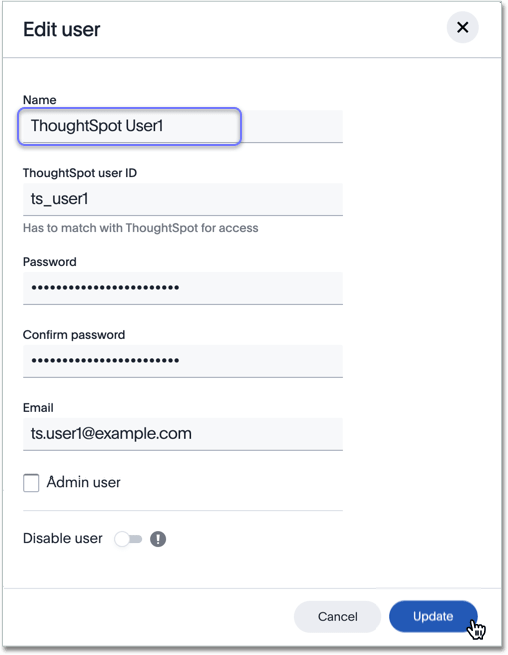 Edit user
Name
ThoughtSpot User1
ThoughtSpot user ID
ts_user1
Has to match with ThoughtSpot for access
Password
••••••••••••••••••••••••
Confirm password
••••••••••••••••••••••••
Email
ts.user1@example.com
Admin user
Disable user
Cancel
Update